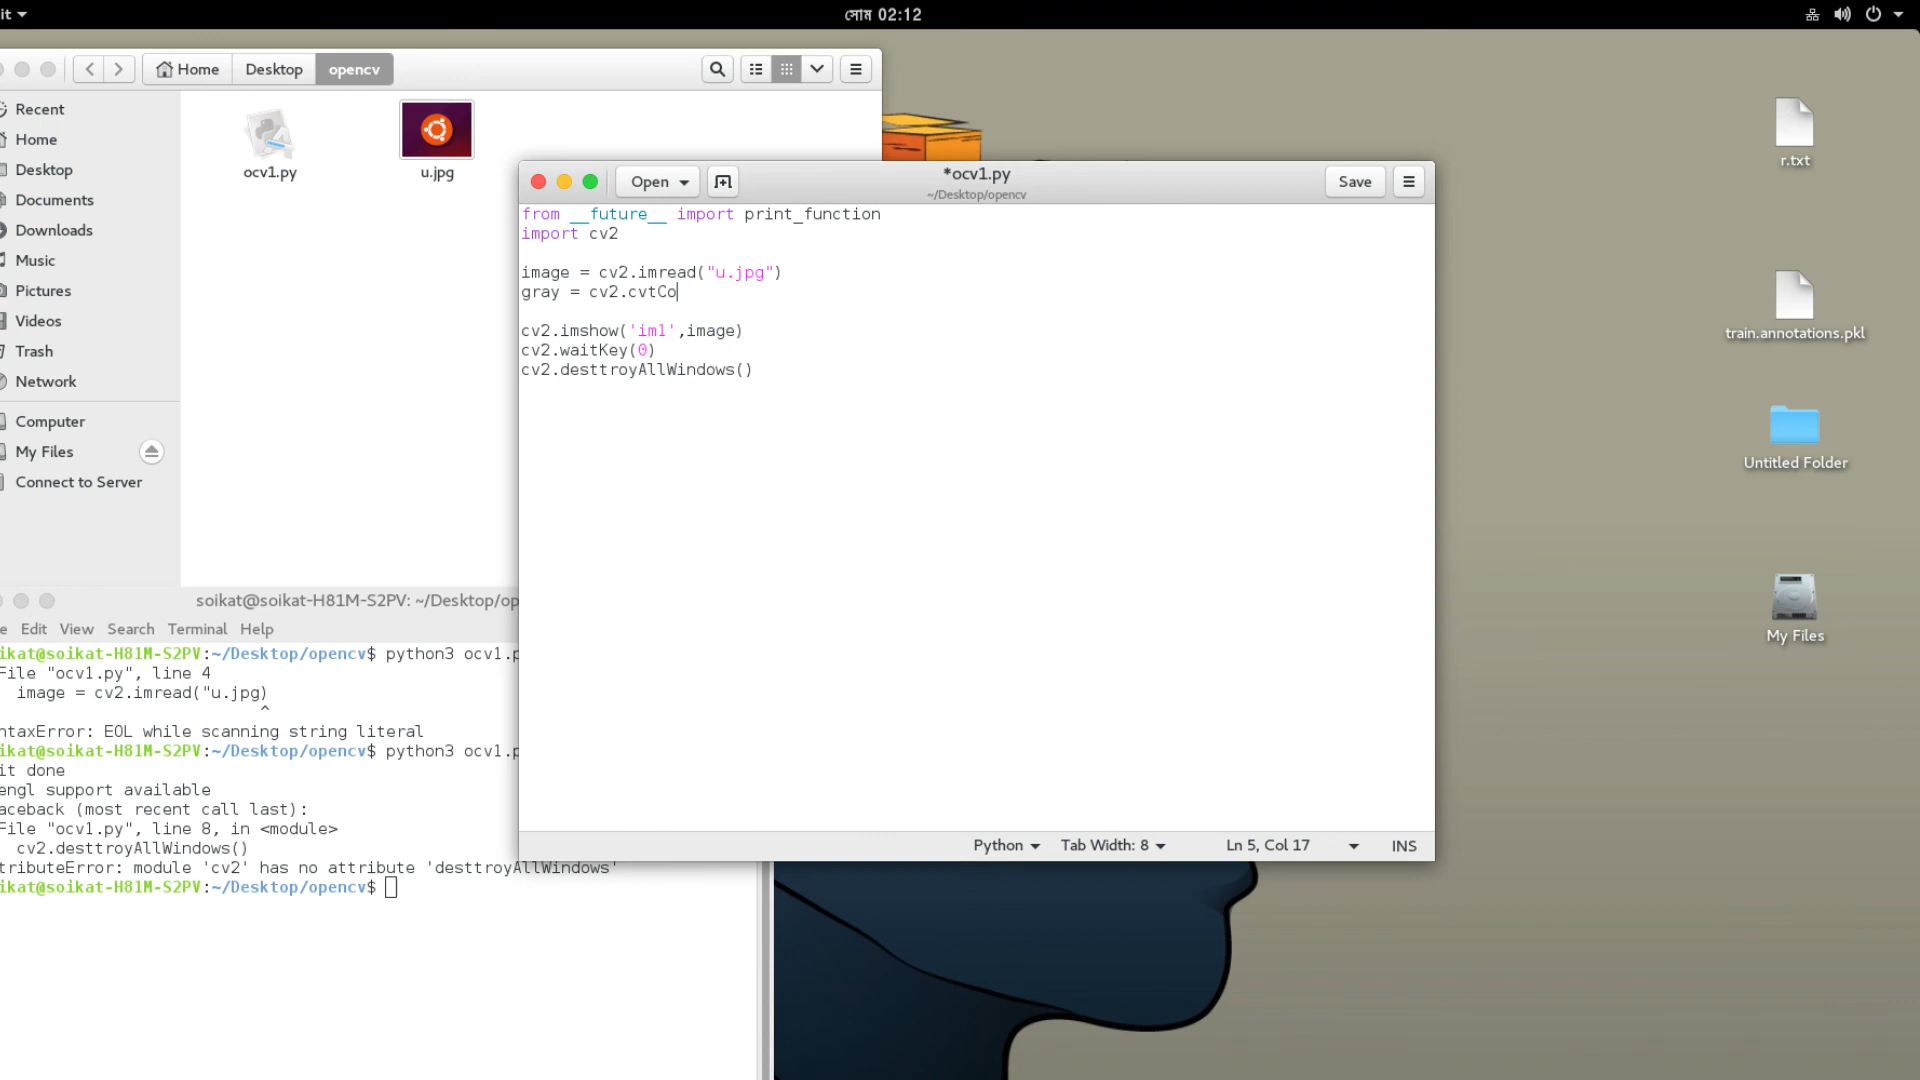 it
সোম 02:12
Home
Desktop
opencv
Recent
Home
Desktop
Documents
Downloads
Music
Pictures
Videos
Trash
Network
Computer
My Files
Connect to Server
ocv1.py
u.jpg
Open
*ocv1.py
~/Desktop/opencv
Save
from __future__ import print_function
import cv2
image = cv2.imread("u.jpg")
gray = cv2.cvtCo
cv2.imshow('im1',image)
cv2.waitKey(0)
cv2.desttroyAllWindows()
Python
Tab Width: 8
Ln 5, Col 17
INS
soikat@soikat-H81M-S2PV: ~/Desktop/op
e Edit View Search Terminal Help
ikat@soikat-H81M-S2PV:~/Desktop/opencv$ python3 ocv1.p
File "ocv1.py", line 4
image = cv2.imread("u.jpg)
^
ntaxError: EOL while scanning string literal
ikat@soikat-H81M-S2PV:~/Desktop/opencv$ python3 ocv1.p
it done
engl support available
aceback (most recent call last):
File "ocv1.py", line 8, in <module>
cv2.desttroyAllWindows()
tributeError: module 'cv2' has no attribute 'desttroyAllWindows'
ikat@soikat-H81M-S2PV:~/Desktop/opencv$
r.txt
train.annotations.pkl
Untitled Folder
My Files